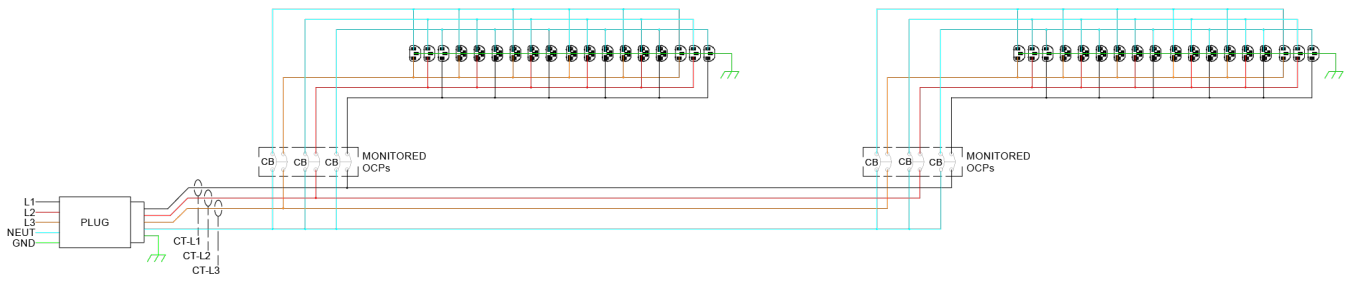 CB
CB
CB
MONITORED
OCPs
CB
CB
CB
MONITORED
OCPs
L1
L2
L3
NEUT
GND
PLUG
CT-L1
CT-L2
CT-L3